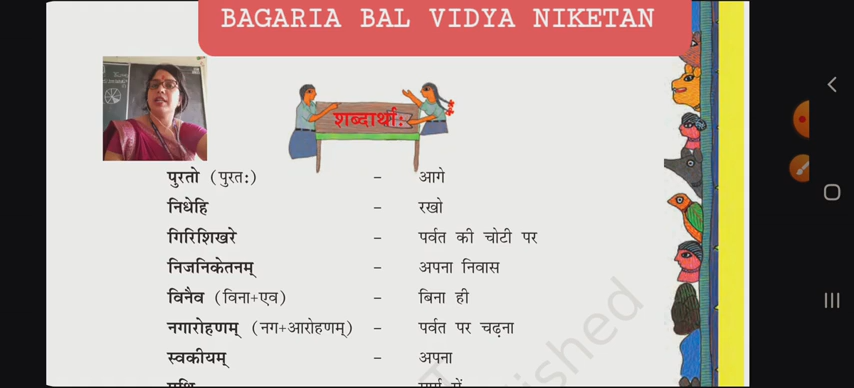 BAGARIA BAL VIDYA NIKETAN
शब्दार्थाः
पुरतो (पुरतः) – आगे
निधेहि – रखो
गिरिशिखरे – पर्वत की चोटी पर
निजनिकेतनम् – अपना निवास
विनैव (विना+एव) – बिना ही
नगारोहणम् (नग+आरोहणम्) – पर्वत पर चढ़ना
स्वकीयम् – अपना